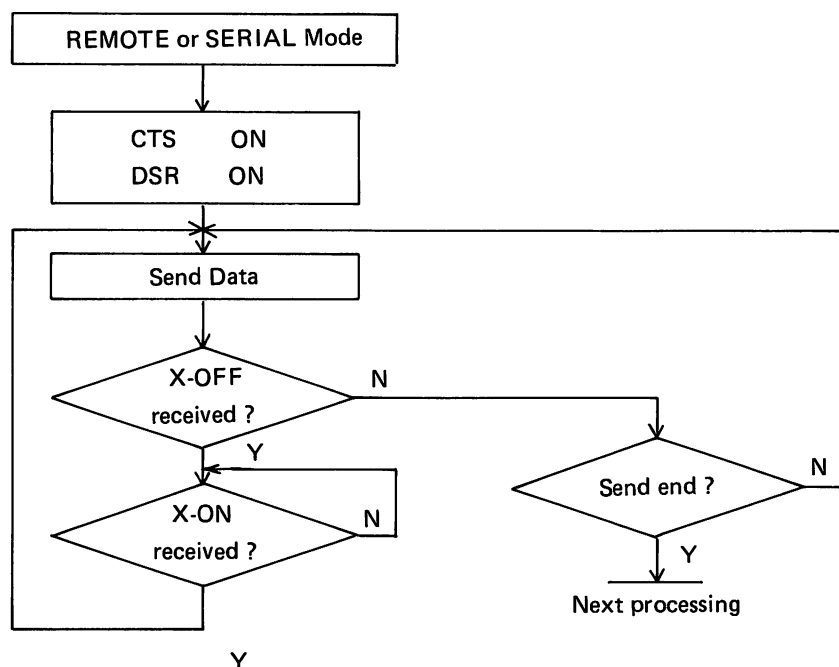 REMOTE or SERIAL Mode
CTS ON
DSR ON
Send Data
X-OFF
received ?
N
Y
X-ON
received ?
N
Send end ?
N
Y
Next processing
Y